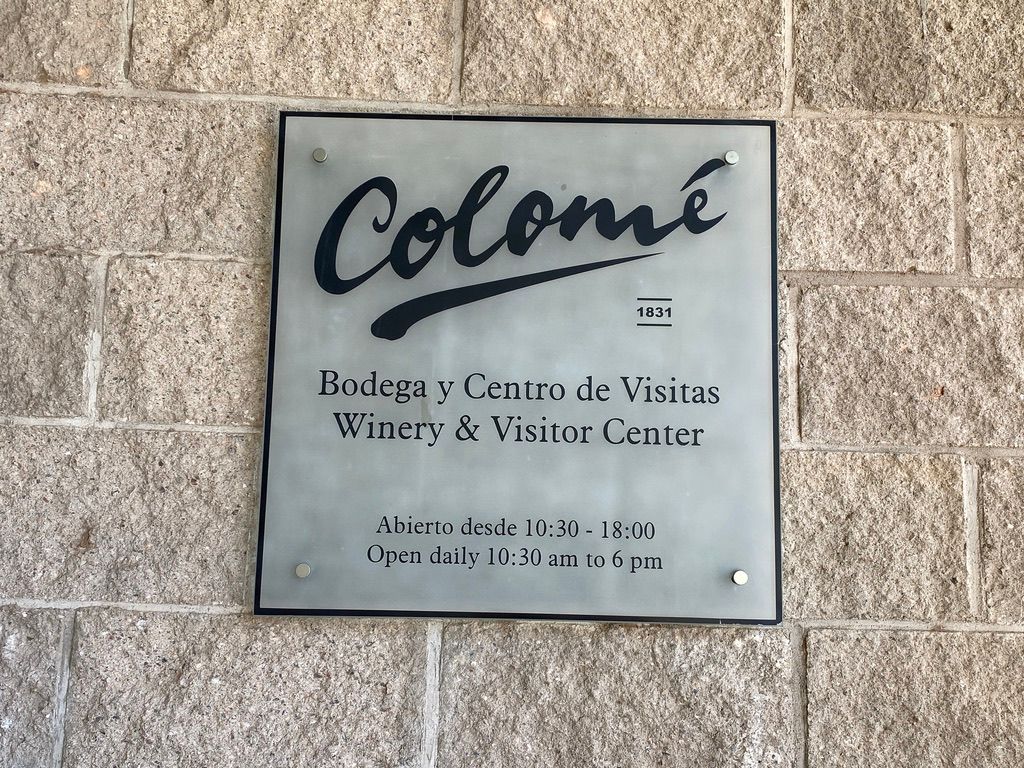 Colomé
1831
Bodega y Centro de Visitas
Winery & Visitor Center
Abierto desde 10:30 - 18:00
Open daily 10:30 am to 6 pm